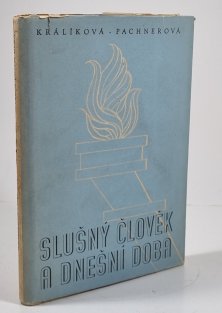 KRÁLÍKOVÁ - PACHNEROVÁ
SLUŠNÝ ČLOVĚK
A DNEŠNÍ DOBA